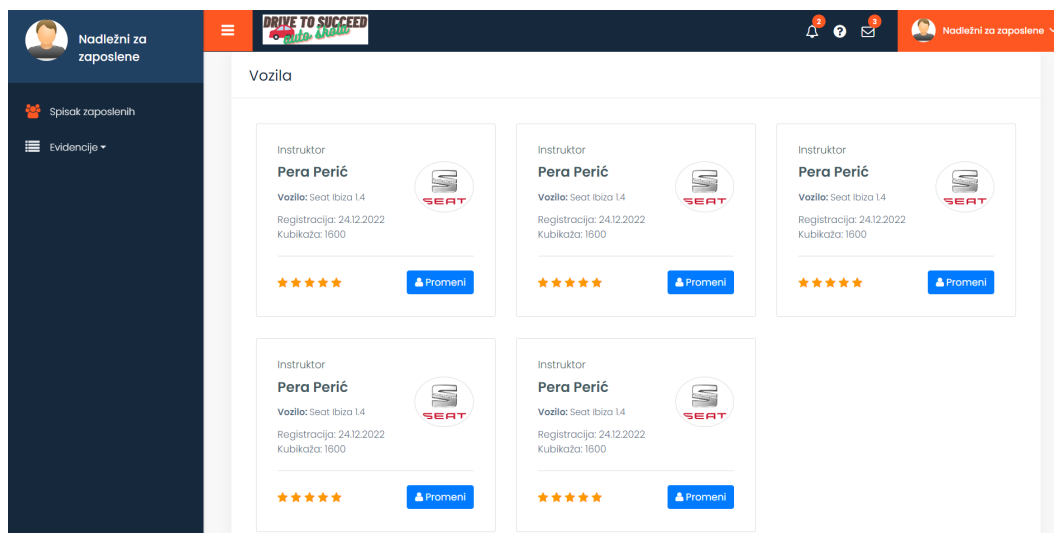 Nadležni za
zaposlene
DRIVE TO SUCCEED
auto škola
2
3
Nadležni za zaposlene
Spisak zaposlenih
Evidencije
Vozila
Instruktor
Pera Perić
Vozilo: Seat Ibiza 1.4
Registracija: 24.12.2022
Kubikaža: 1600
SEAT
Promeni
Instruktor
Pera Perić
Vozilo: Seat Ibiza 1.4
Registracija: 24.12.2022
Kubikaža: 1600
SEAT
Promeni
Instruktor
Pera Perić
Vozilo: Seat Ibiza 1.4
Registracija: 24.12.2022
Kubikaža: 1600
SEAT
Promeni
Instruktor
Pera Perić
Vozilo: Seat Ibiza 1.4
Registracija: 24.12.2022
Kubikaža: 1600
SEAT
Promeni
Instruktor
Pera Perić
Vozilo: Seat Ibiza 1.4
Registracija: 24.12.2022
Kubikaža: 1600
SEAT
Promeni